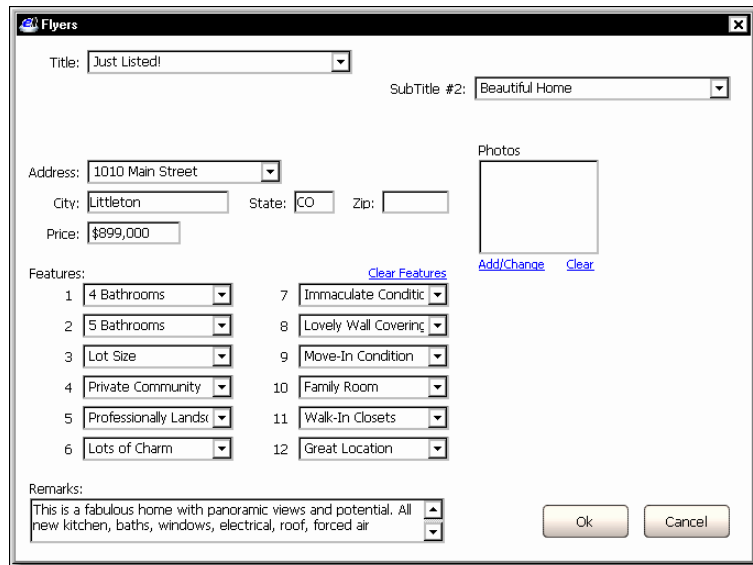 Flyers
Title: Just Listed!
SubTitle #2: Beautiful Home
Photos
Address: 1010 Main Street
City: Littleton State: CO Zip:
Price: $899,000
Add/Change Clear
Features: Clear Features
1 4 Bathrooms 7 Immaculate Conditic
2 5 Bathrooms 8 Lovely Wall Covering
3 Lot Size 9 Move-In Condition
4 Private Community 10 Family Room
5 Professionally Landsc 11 Walk-In Closets
6 Lots of Charm 12 Great Location
Remarks:
This is a fabulous home with panoramic views and potential. All
new kitchen, baths, windows, electrical, roof, forced air
Ok Cancel